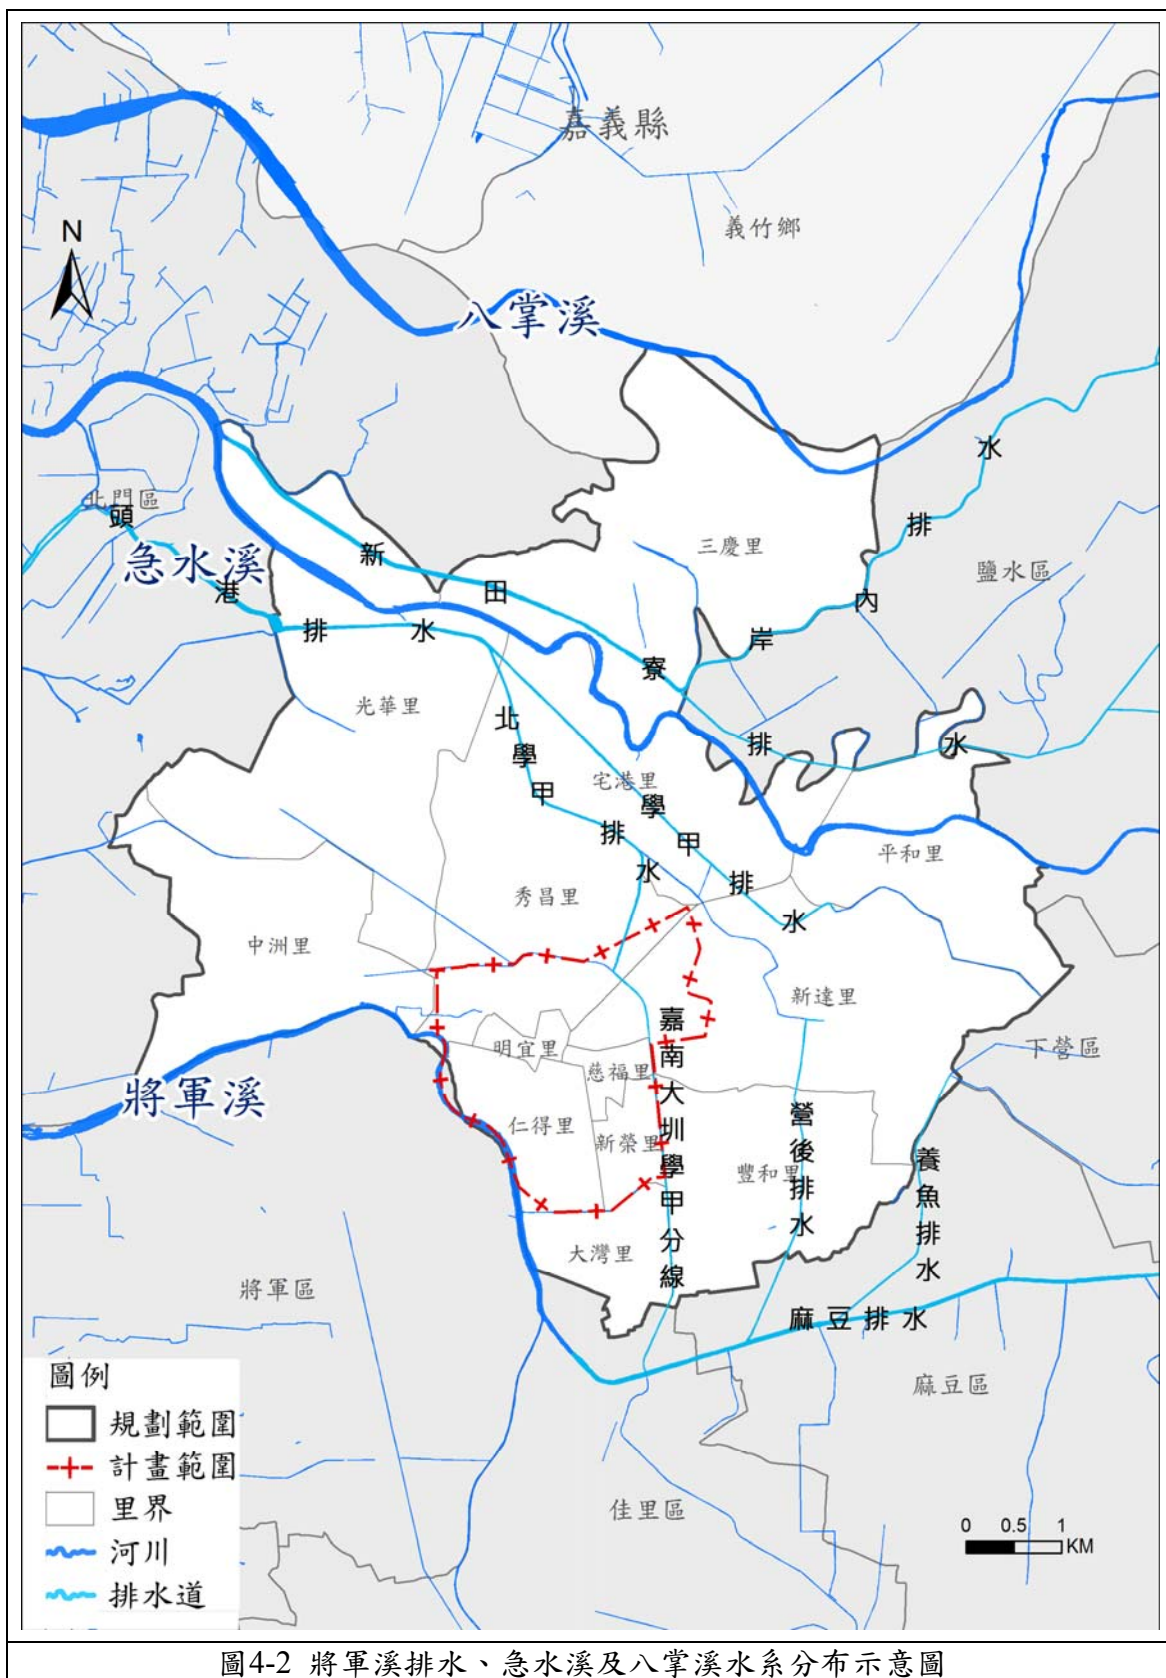 嘉義縣
義竹鄉
N
八掌溪
北門區
急水溪
頭港排水
新田寮排水
三慶里
岸內排水
鹽水區
光華里
北學甲排水
宅港里
學甲排水
平和里
秀昌里
中洲里
新達里
下營區
明宜里
慈福里
嘉南大圳學甲分線
將軍溪
仁得里
新榮里
豐和里
營後排水
養魚排水
大灣里
將軍區
麻豆排水
麻豆區
佳里區
圖例
規劃範圍
計畫範圍
里界
河川
排水道
0 0.5 1
KM
圖4-2 將軍溪排水、急水溪及八掌溪水系分布示意圖